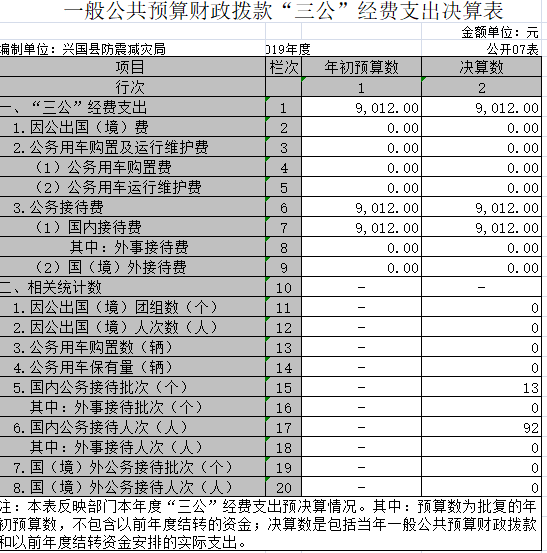 一般公共预算财政拨款“三公”经费支出决算表
金额单位：元
编制单位：兴国县防震减灾局 019年度 公开07表
项目 栏次 年初预算数 决算数
行次 1 2
一、“三公”经费支出 1 9,012.00 9,012.00
1.因公出国（境）费 2 0.00 0.00
2.公务用车购置及运行维护费 3 0.00 0.00
（1）公务用车购置费 4 0.00 0.00
（2）公务用车运行维护费 5 0.00 0.00
3.公务接待费 6 9,012.00 9,012.00
（1）国内接待费 7 9,012.00 9,012.00
其中：外事接待费 8 0.00 0.00
（2）国（境）外接待费 9 0.00 0.00
二、相关统计数 10 - -
1.因公出国（境）团组数（个） 11 - 0
2.因公出国（境）人次数（人） 12 - 0
3.公务用车购置数（辆） 13 - 0
4.公务用车保有量（辆） 14 - 0
5.国内公务接待批次（个） 15 - 13
其中：外事接待批次（个） 16 - 0
6.国内公务接待人次（人） 17 - 92
其中：外事接待人次（人） 18 - 0
7.国（境）外公务接待批次（个） 19 - 0
8.国（境）外公务接待人次（人） 20 - 0
注：本表反映部门本年度“三公”经费支出预决算情况。其中：预算数为批复的年
初预算数，不包含以前年度结转的资金；决算数是包括当年一般公共预算财政拨款
和以前年度结转资金安排的实际支出。